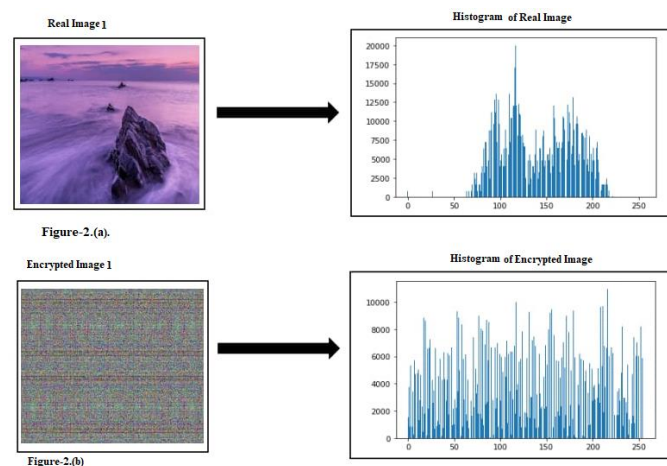 Real Image 1
Histogram of Real Image
20000
17500
15000
12500
10000
7500
5000
2500
0
0 50 100 150 200 250
Figure-2.(a).
Encrypted Image 1
Histogram of Encrypted Image
10000
8000
6000
4000
2000
0
0 50 100 150 200 250
Figure-2.(b)